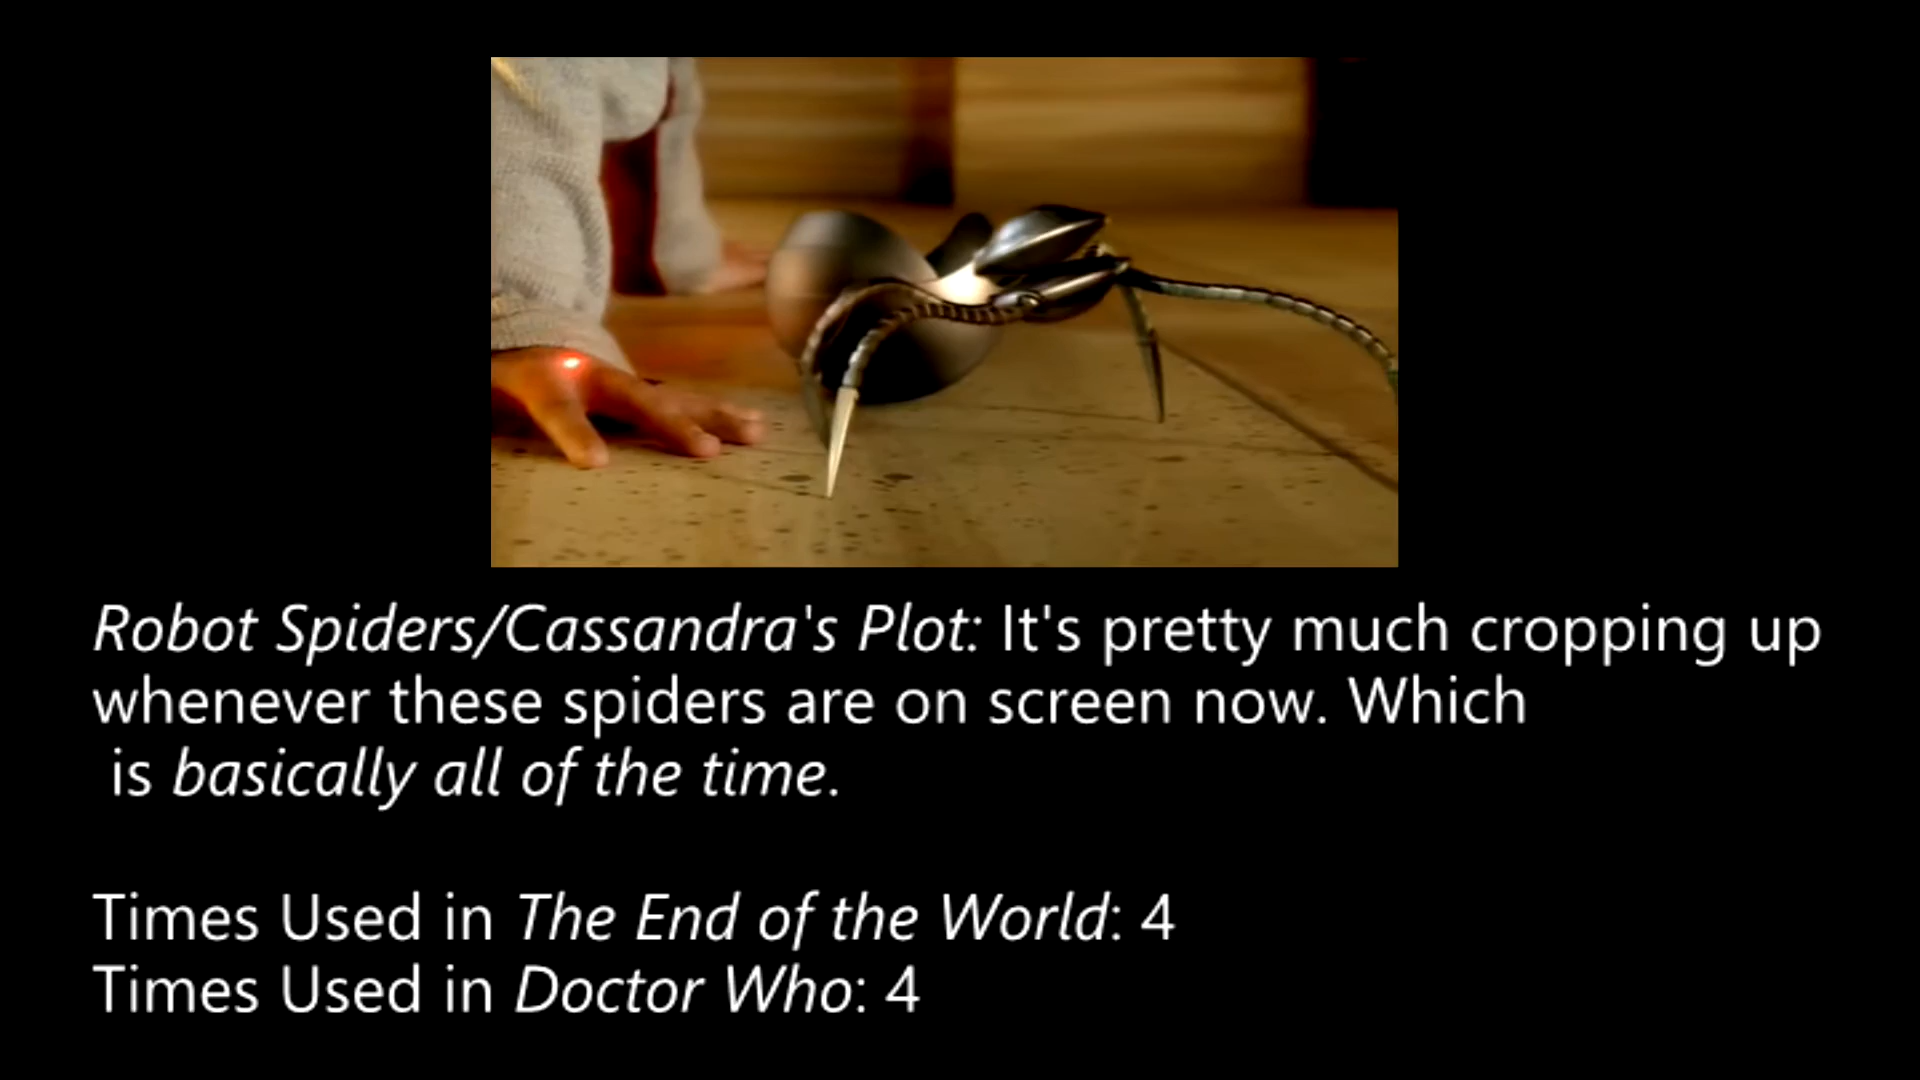 Robot Spiders/Cassandra's Plot: It's pretty much cropping up
whenever these spiders are on screen now. Which
is basically all of the time.
Times Used in The End of the World: 4
Times Used in Doctor Who: 4